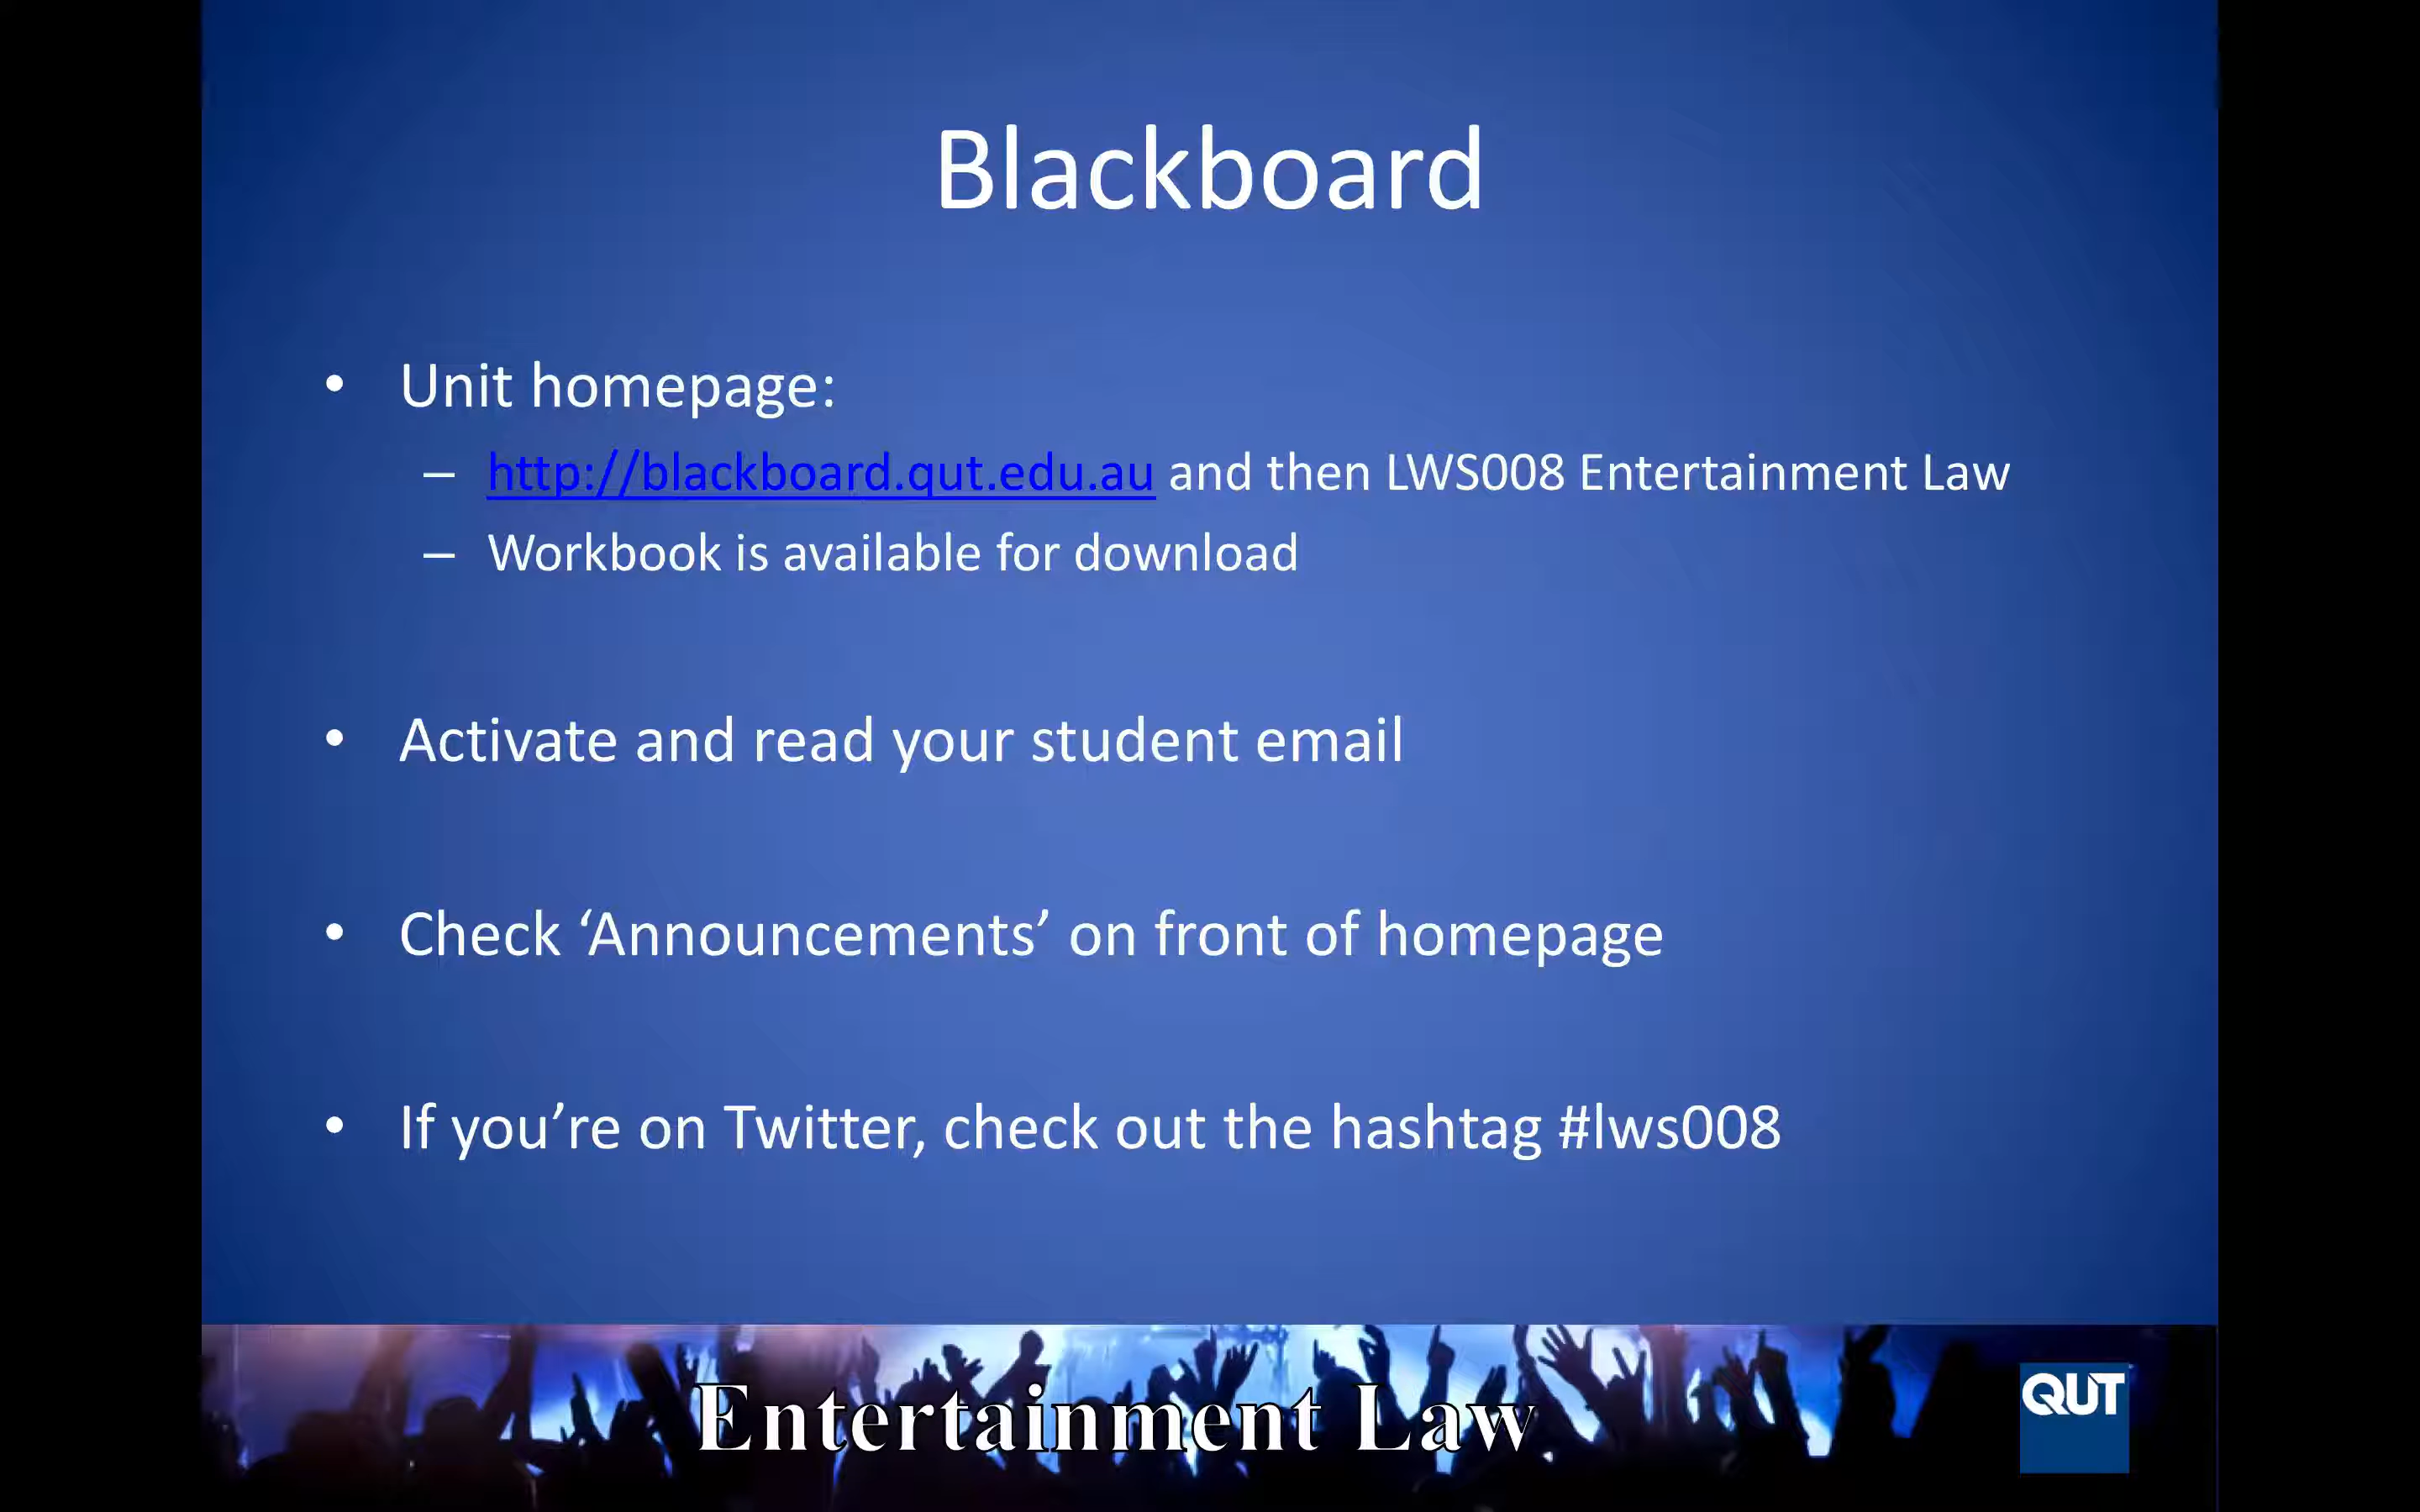 Blackboard
• Unit homepage:
– http://blackboard.qut.edu.au and then LWS008 Entertainment Law
– Workbook is available for download
• Activate and read your student email
• Check ‘Announcements’ on front of homepage
• If you’re on Twitter, check out the hashtag #lws008
Entertainment Law
QUT